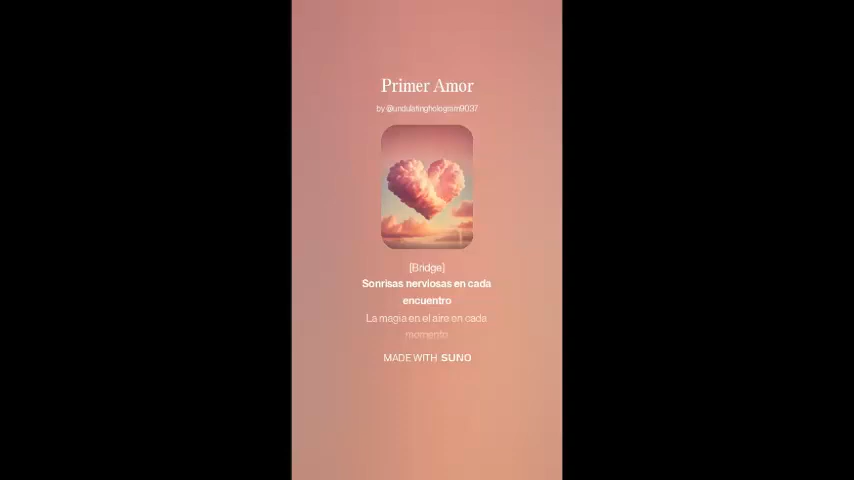 Primer Amor
by @undulatinghologram9037
[Bridge]
Sonrisas nerviosas en cada
encuentro
La magia en el aire en cada
momento
MADE WITH SUNO